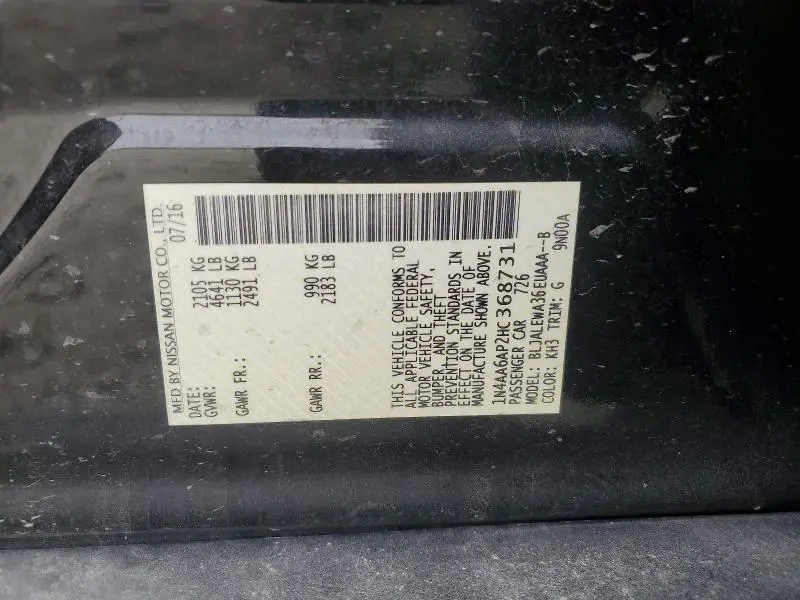 MFD BY NISSAN MOTOR CO., LTD.
DATE: 07/16
GVWR: 2105 KG
4641 LB
GAWR FR: 1130 KG
2491 LB
GAWR RR: 990 KG
2183 LB
THIS VEHICLE CONFORMS TO
ALL APPLICABLE FEDERAL
MOTOR VEHICLE SAFETY,
BUMPER, AND THEFT
PREVENTION STANDARDS IN
EFFECT ON THE DATE OF
MANUFACTURE SHOWN ABOVE.
1N4AA6AP2HC368731
PASSENGER CAR 726
MODEL: BLJALEWA36EUAAA--B
COLOR: KH3 TRIM: G 9N00A